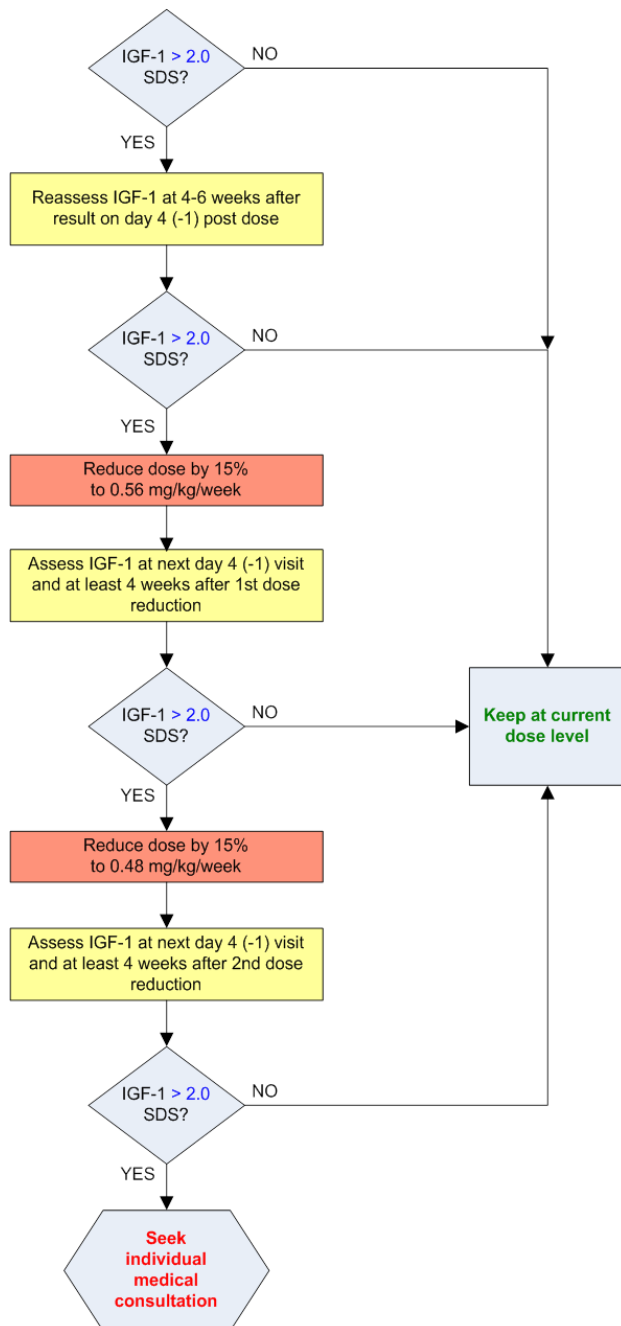 IGF-1 > 2.0
SDS?
NO
YES
Reassess IGF-1 at 4-6 weeks after
result on day 4 (-1) post dose
IGF-1 > 2.0
SDS?
NO
YES
Reduce dose by 15%
to 0.56 mg/kg/week
Assess IGF-1 at next day 4 (-1) visit
and at least 4 weeks after 1st dose
reduction
IGF-1 > 2.0
SDS?
NO
Keep at current
dose level
YES
Reduce dose by 15%
to 0.48 mg/kg/week
Assess IGF-1 at next day 4 (-1) visit
and at least 4 weeks after 2nd dose
reduction
IGF-1 > 2.0
SDS?
NO
YES
Seek
individual
medical
consultation